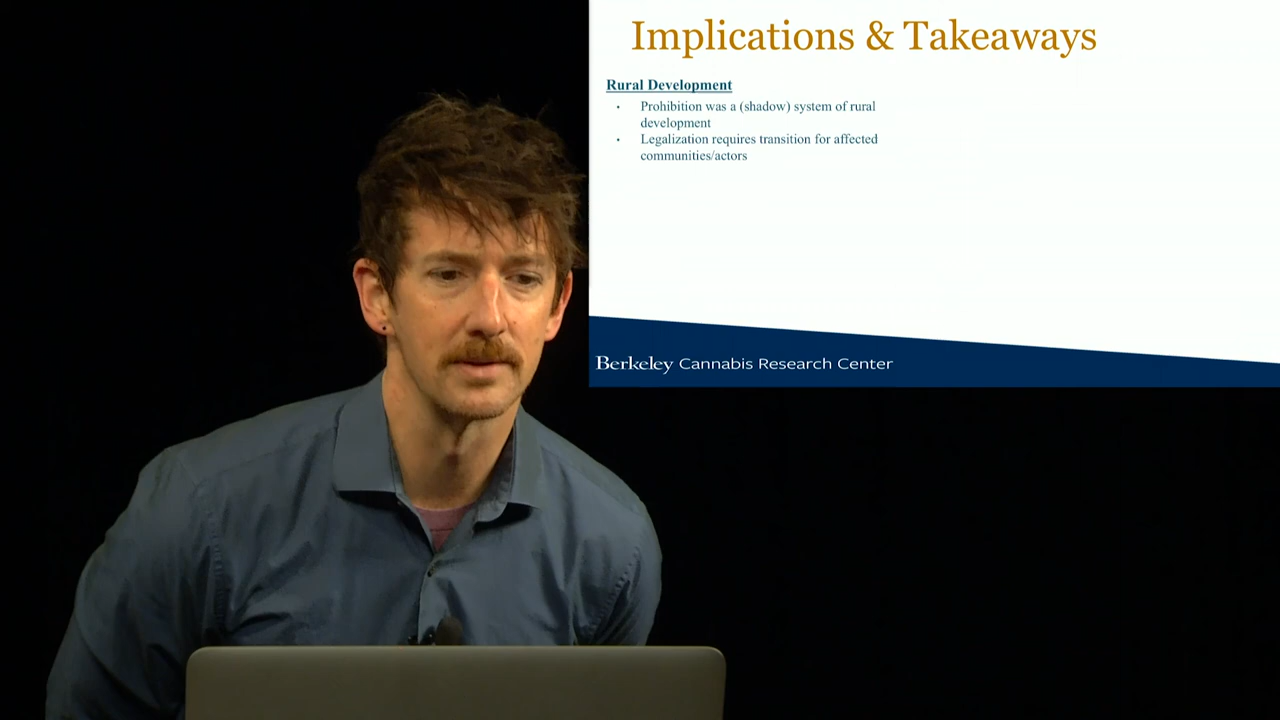 Implications & Takeaways
Rural Development
• Prohibition was a (shadow) system of rural
development
• Legalization requires transition for affected
communities/actors
Berkeley Cannabis Research Center